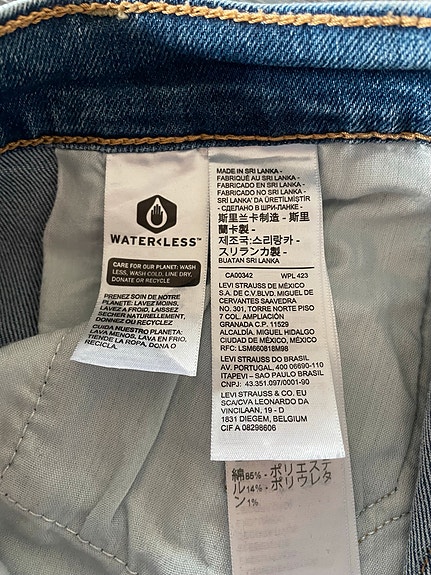 WATER<LESS™
CARE FOR OUR PLANET: WASH
LESS, WASH COLD, LINE DRY,
DONATE OR RECYCLE
PRENEZ SOIN DE NOTRE
PLANÈTE: LAVEZ MOINS,
LAVEZ À FROID, LAISSEZ
SÉCHER NATURELLEMENT,
DONNEZ OU RECYCLEZ
CUIDA NUESTRO PLANETA:
LAVA MENOS, LAVA EN FRÍO,
TIENDE LA ROPA, DONA O
RECICLA.
MADE IN SRI LANKA -
FABRIQUÉ AU SRI LANKA -
FABRICADO EN SRI LANKA -
FABRICADO NO SRI LANKA -
SRİ LANKA' DA ÜRETİLMİŞTİR
- СДЕЛАНО В ШРИ-ЛАНКЕ -
斯里兰卡制造 - 斯里
蘭卡製 -
제조국:스리랑카 -
スリランカ製 -
BUATAN SRI LANKA
CA00342 WPL 423
LEVI STRAUSS DE MÉXICO
S.A. DE C.V.BLVD. MIGUEL DE
CERVANTES SAAVEDRA
NO. 301, TORRE NORTE PISO
7 COL. AMPLIACIÓN
GRANADA C.P. 11529
ALCALDÍA. MIGUEL HIDALGO
CIUDAD DE MÉXICO, MÉXICO
RFC: LSM660818M98
LEVI STRAUSS DO BRASIL
AV. PORTUGAL, 400 06690-110
ITAPEVI – SAO PAULO BRASIL
CNPJ: 43.351.097/0001-90
LEVI STRAUSS & CO. EU
SCA/CVA LEONARDO DA
VINCILAAN, 19 - D
1831 DIEGEM, BELGIUM
CIF A 08298606
綿85% - ポリエステ
ル14% - ポリウレタ
ン1%